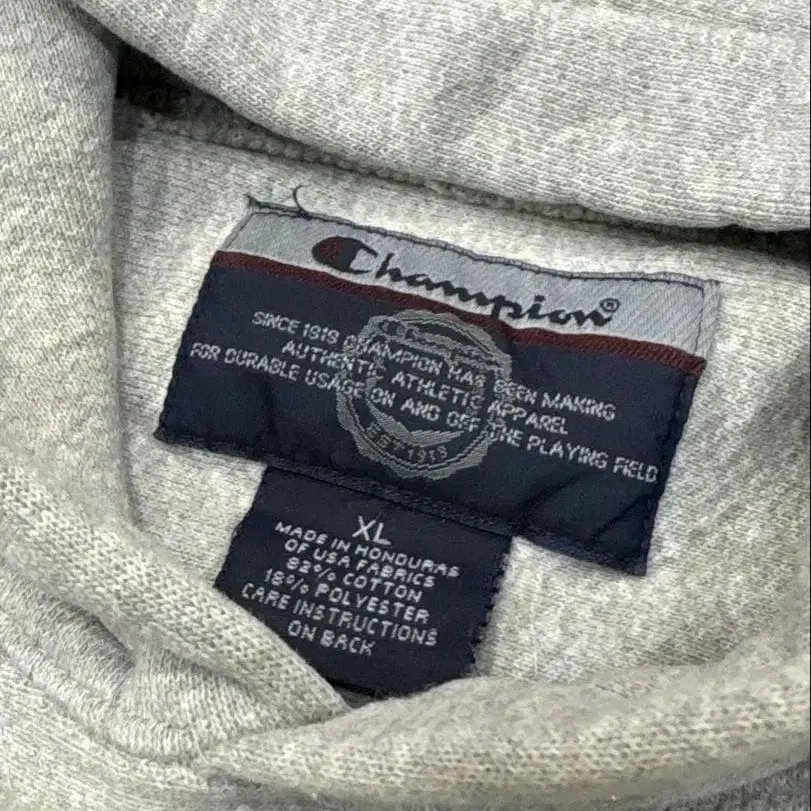 Champion®
SINCE 1919 CHAMPION HAS BEEN MAKING
AUTHENTIC ATHLETIC APPAREL
FOR DURABLE USAGE ON AND OFF THE PLAYING FIELD
Champion
EST 1919
XL
MADE IN HONDURAS
OF USA FABRICS
82% COTTON
18% POLYESTER
CARE INSTRUCTIONS
ON BACK